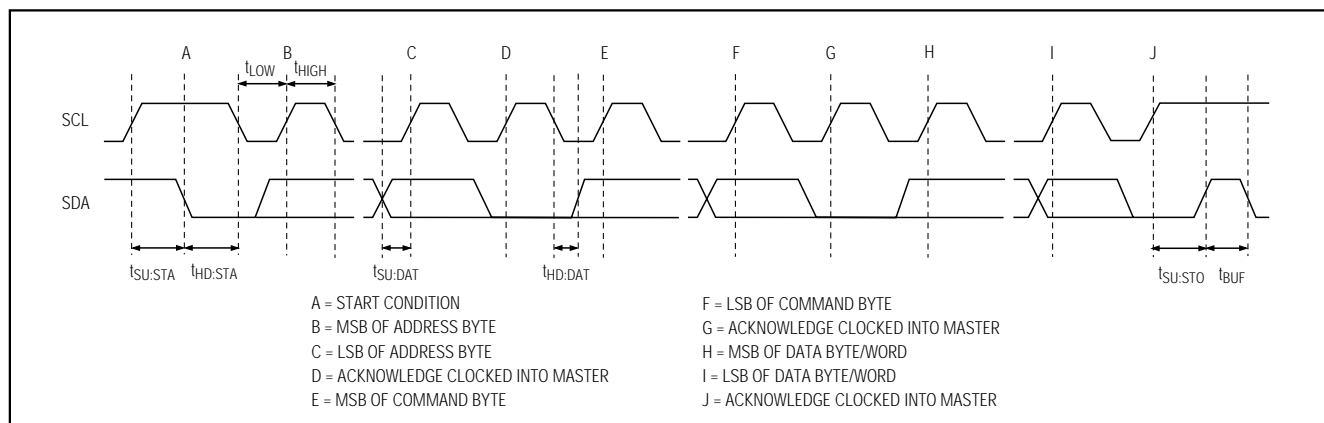 A B C D E F G H I J
tLOW tHIGH
SCL
SDA
tSU:STA tHD:STA tSU:DAT tHD:DAT tSU:STO tBUF
A = START CONDITION
B = MSB OF ADDRESS BYTE
C = LSB OF ADDRESS BYTE
D = ACKNOWLEDGE CLOCKED INTO MASTER
E = MSB OF COMMAND BYTE
F = LSB OF COMMAND BYTE
G = ACKNOWLEDGE CLOCKED INTO MASTER
H = MSB OF DATA BYTE/WORD
I = LSB OF DATA BYTE/WORD
J = ACKNOWLEDGE CLOCKED INTO MASTER